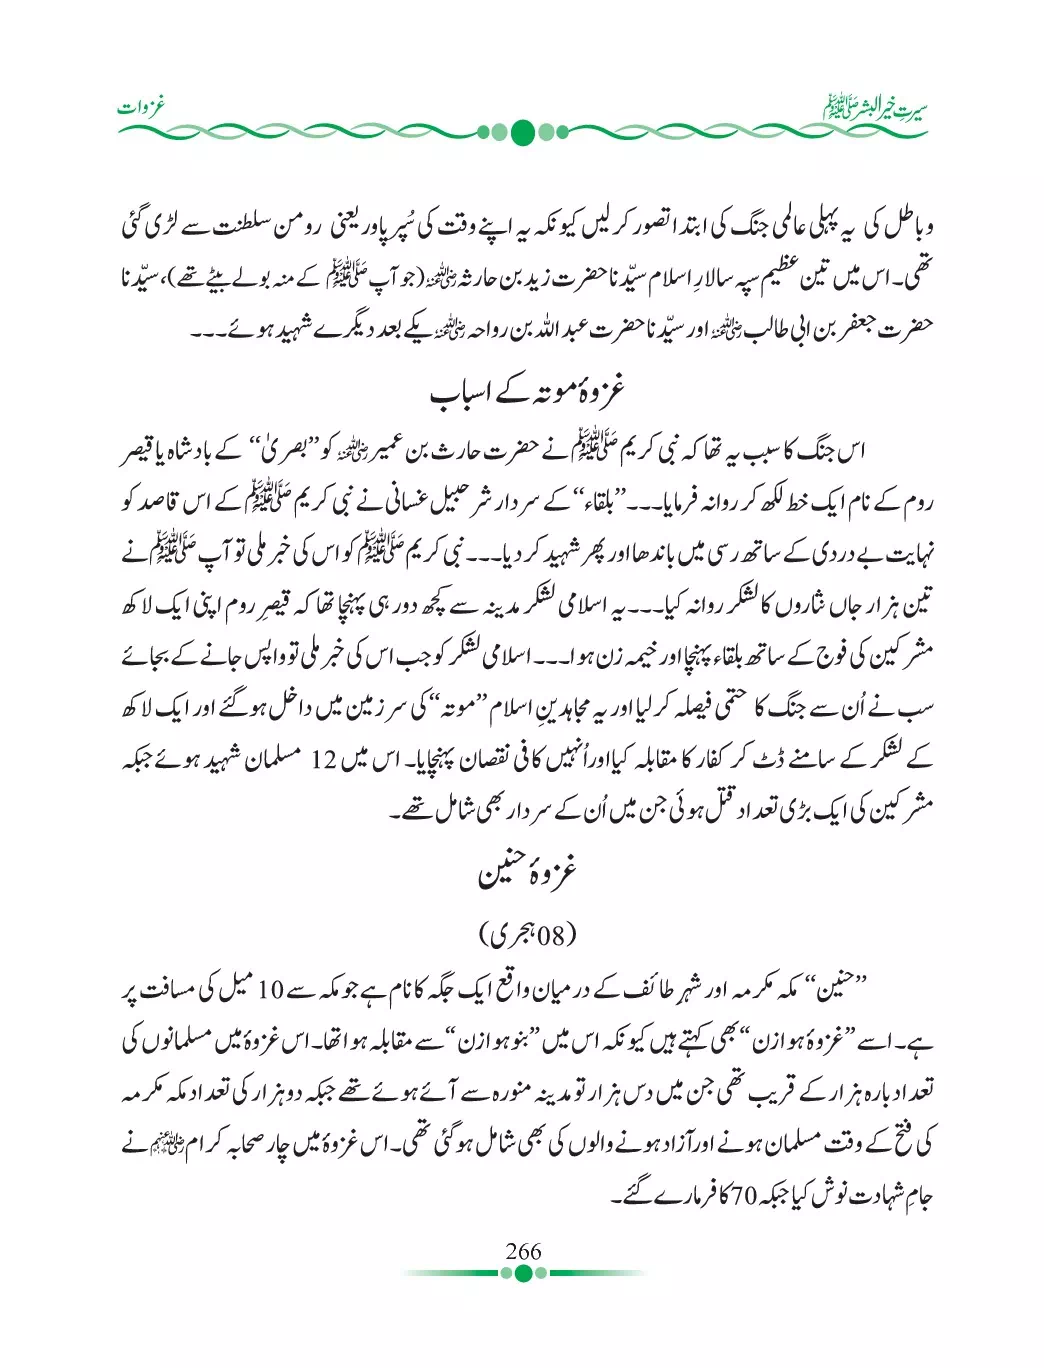 سیرتِ خیر البشر ﷺ
غزوات
وباطل کی یہ پہلی عالمی جنگ کی ابتدا تصور کر لیں کیونکہ یہ اپنے وقت کی سُپر پاور یعنی رومن سلطنت سے لڑی گئی
تھی۔ اس میں تین عظیم سپہ سالارِ اسلام سیّدنا حضرت زید بن حارثہ رضی اللہ عنہ (جو آپ ﷺ کے منہ بولے بیٹے تھے)، سیّدنا
حضرت جعفر بن ابی طالب رضی اللہ عنہ اور سیّدنا حضرت عبد اللہ بن رواحہ رضی اللہ عنہ یکے بعد دیگرے شہید ہوئے۔۔۔
غزوۂ موتہ کے اسباب
اس جنگ کا سبب یہ تھا کہ نبی کریم ﷺ نے حضرت حارث بن عمیر رضی اللہ عنہ کو ’’بصریٰ‘‘ کے بادشاہ یا قیصر
روم کے نام ایک خط لکھ کر روانہ فرمایا۔۔۔ ’’بلقاء‘‘ کے سردار شرحبیل غسانی نے نبی کریم ﷺ کے اس قاصد کو
نہایت بے دردی کے ساتھ رسی میں باندھا اور پھر شہید کر دیا۔۔۔ نبی کریم ﷺ کو اس کی خبر ملی تو آپ ﷺ نے
تین ہزار جاں نثاروں کا لشکر روانہ کیا۔۔۔ یہ اسلامی لشکر مدینہ سے کچھ دور ہی پہنچا تھا کہ قیصرِ روم اپنی ایک لاکھ
مشرکین کی فوج کے ساتھ بلقاء پہنچا اور خیمہ زن ہوا۔۔۔ اسلامی لشکر کو جب اس کی خبر ملی تو واپس جانے کے بجائے
سب نے اُن سے جنگ کا حتمی فیصلہ کر لیا اور یہ مجاہدینِ اسلام ’’موتہ‘‘ کی سرزمین میں داخل ہو گئے اور ایک لاکھ
کے لشکر کے سامنے ڈٹ کر کفار کا مقابلہ کیا اور اُنہیں کافی نقصان پہنچایا۔ اس میں 12 مسلمان شہید ہوئے جبکہ
مشرکین کی ایک بڑی تعداد قتل ہوئی جن میں اُن کے سردار بھی شامل تھے۔
غزوۂ حنین
(08 ہجری)
’’حنین‘‘ مکہ مکرمہ اور شہرِ طائف کے درمیان واقع ایک جگہ کا نام ہے جو مکہ سے 10 میل کی مسافت پر
ہے۔ اسے ’’غزوۂ ہوازن‘‘ بھی کہتے ہیں کیونکہ اس میں ’’بنو ہوازن‘‘ سے مقابلہ ہوا تھا۔ اس غزوۂ میں مسلمانوں کی
تعداد بارہ ہزار کے قریب تھی جن میں دس ہزار تو مدینہ منورہ سے آئے ہوئے تھے جبکہ دو ہزار کی تعداد مکہ مکرمہ
کی فتح کے وقت مسلمان ہونے اور آزاد ہونے والوں کی بھی شامل ہو گئی تھی۔ اس غزوۂ میں چار صحابہ کرام رضی اللہ عنہم نے
جامِ شہادت نوش کیا جبکہ 70 کافر مارے گئے۔
266